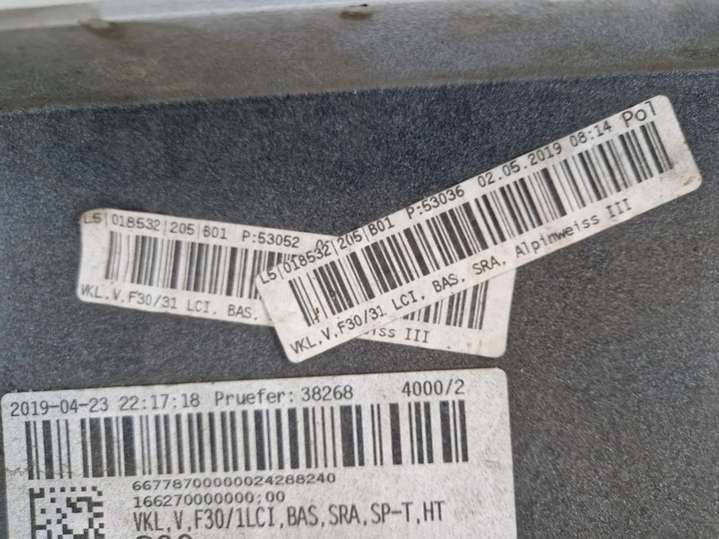 L5|018532|205|B01 P:53036 02.05.2019 08:14 Pol
VKL,V,F30/31 LCI, BAS, SRA, Alpinweiss III
L5|018532|205|B01 P:53052
VKL,V,F30/31 LCI, BAS, iss III
2019-04-23 22:17:18 Pruefer:38268 4000/2
66778700000024288240
166270000000;00
VKL,V,F30/1LCI,BAS,SRA,SP-T,HT